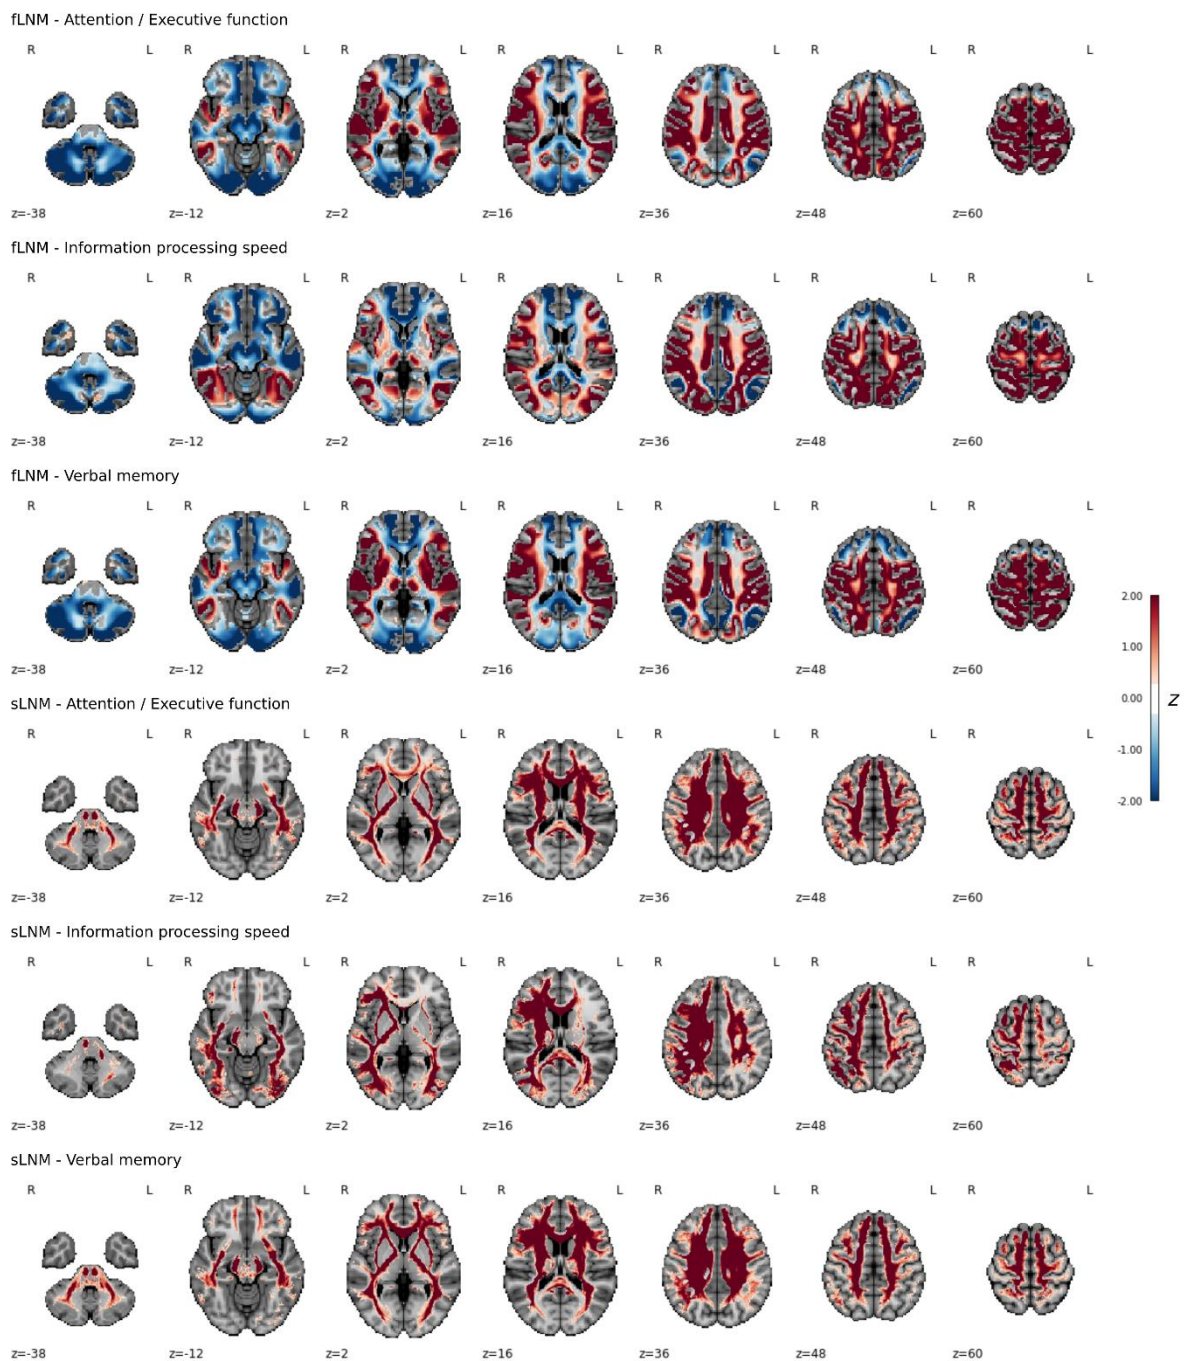 fLNM - Attention / Executive function
R L R L R L R L R L R L R L
z=-38 z=-12 z=2 z=16 z=36 z=48 z=60
fLNM - Information processing speed
R L R L R L R L R L R L R L
z=-38 z=-12 z=2 z=16 z=36 z=48 z=60
fLNM - Verbal memory
R L R L R L R L R L R L R L
2.00
1.00
0.00
Z
-1.00
-2.00
z=-38 z=-12 z=2 z=16 z=36 z=48 z=60
sLNM - Attention / Executive function
R L R L R L R L R L R L R L
z=-38 z=-12 z=2 z=16 z=36 z=48 z=60
sLNM - Information processing speed
R L R L R L R L R L R L R L
z=-38 z=-12 z=2 z=16 z=36 z=48 z=60
sLNM - Verbal memory
R L R L R L R L R L R L R L
z=-38 z=-12 z=2 z=16 z=36 z=48 z=60